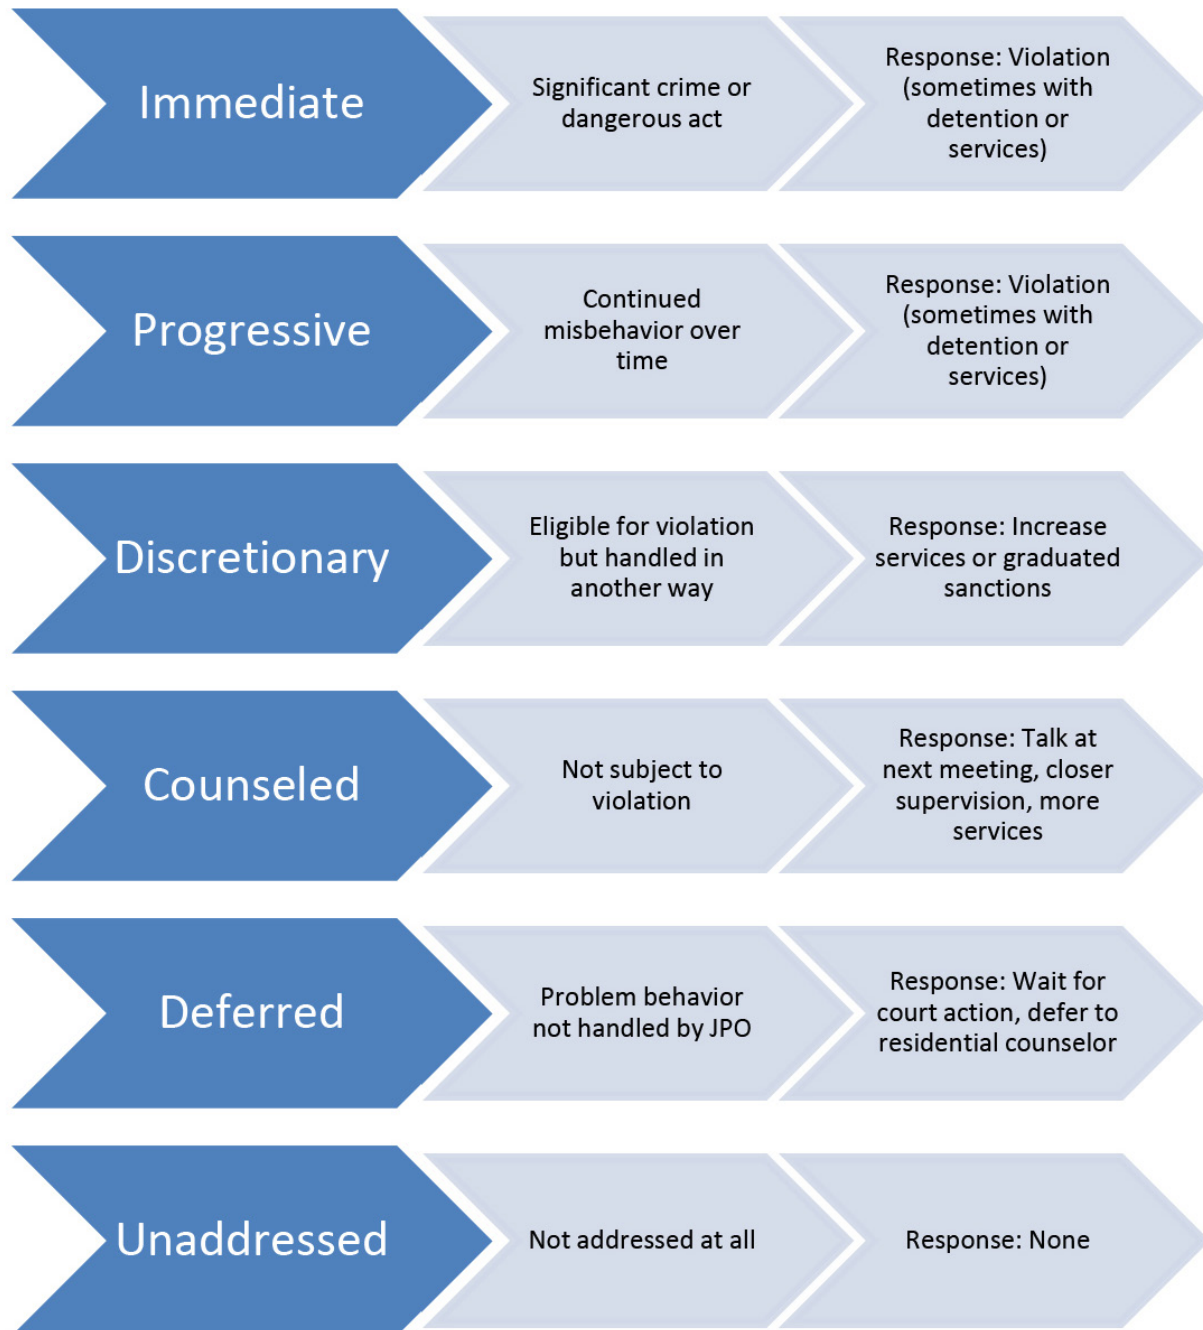 Immediate
Significant crime or
dangerous act
Response: Violation
(sometimes with
detention or
services)
Progressive
Continued
misbehavior over
time
Response: Violation
(sometimes with
detention or
services)
Discretionary
Eligible for violation
but handled in
another way
Response: Increase
services or graduated
sanctions
Counseled
Not subject to
violation
Response: Talk at
next meeting, closer
supervision, more
services
Deferred
Problem behavior
not handled by JPO
Response: Wait for
court action, defer to
residential counselor
Unaddressed
Not addressed at all
Response: None